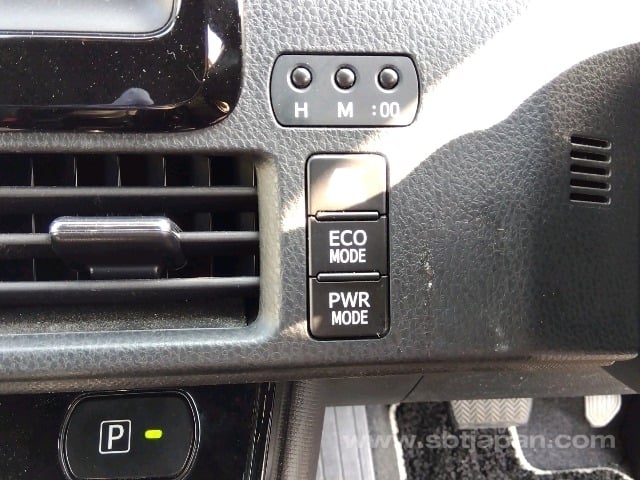 H M :00
ECO
MODE
PWR
MODE
P
www.sbtjapan.com